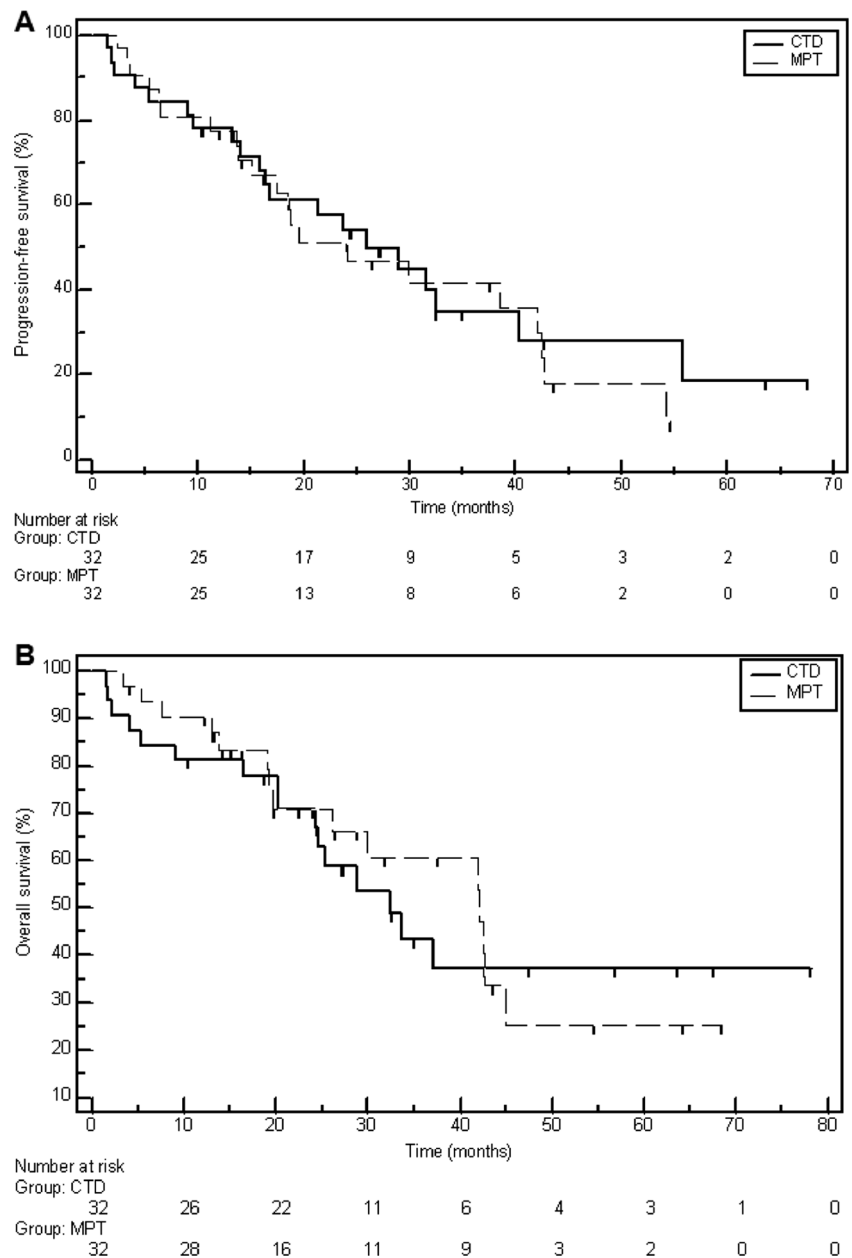 A
CTD
MPT
Progression-free survival (%)
100
80
60
40
20
0
0 10 20 30 40 50 60 70
Time (months)
Number at risk
Group: CTD
32 25 17 9 5 3 2 0
Group: MPT
32 25 13 8 6 2 0 0
B
CTD
MPT
Overall survival (%)
100
90
80
70
60
50
40
30
20
10
0 10 20 30 40 50 60 70 80
Time (months)
Number at risk
Group: CTD
32 26 22 11 6 4 3 1 0
Group: MPT
32 28 16 11 9 3 2 0 0